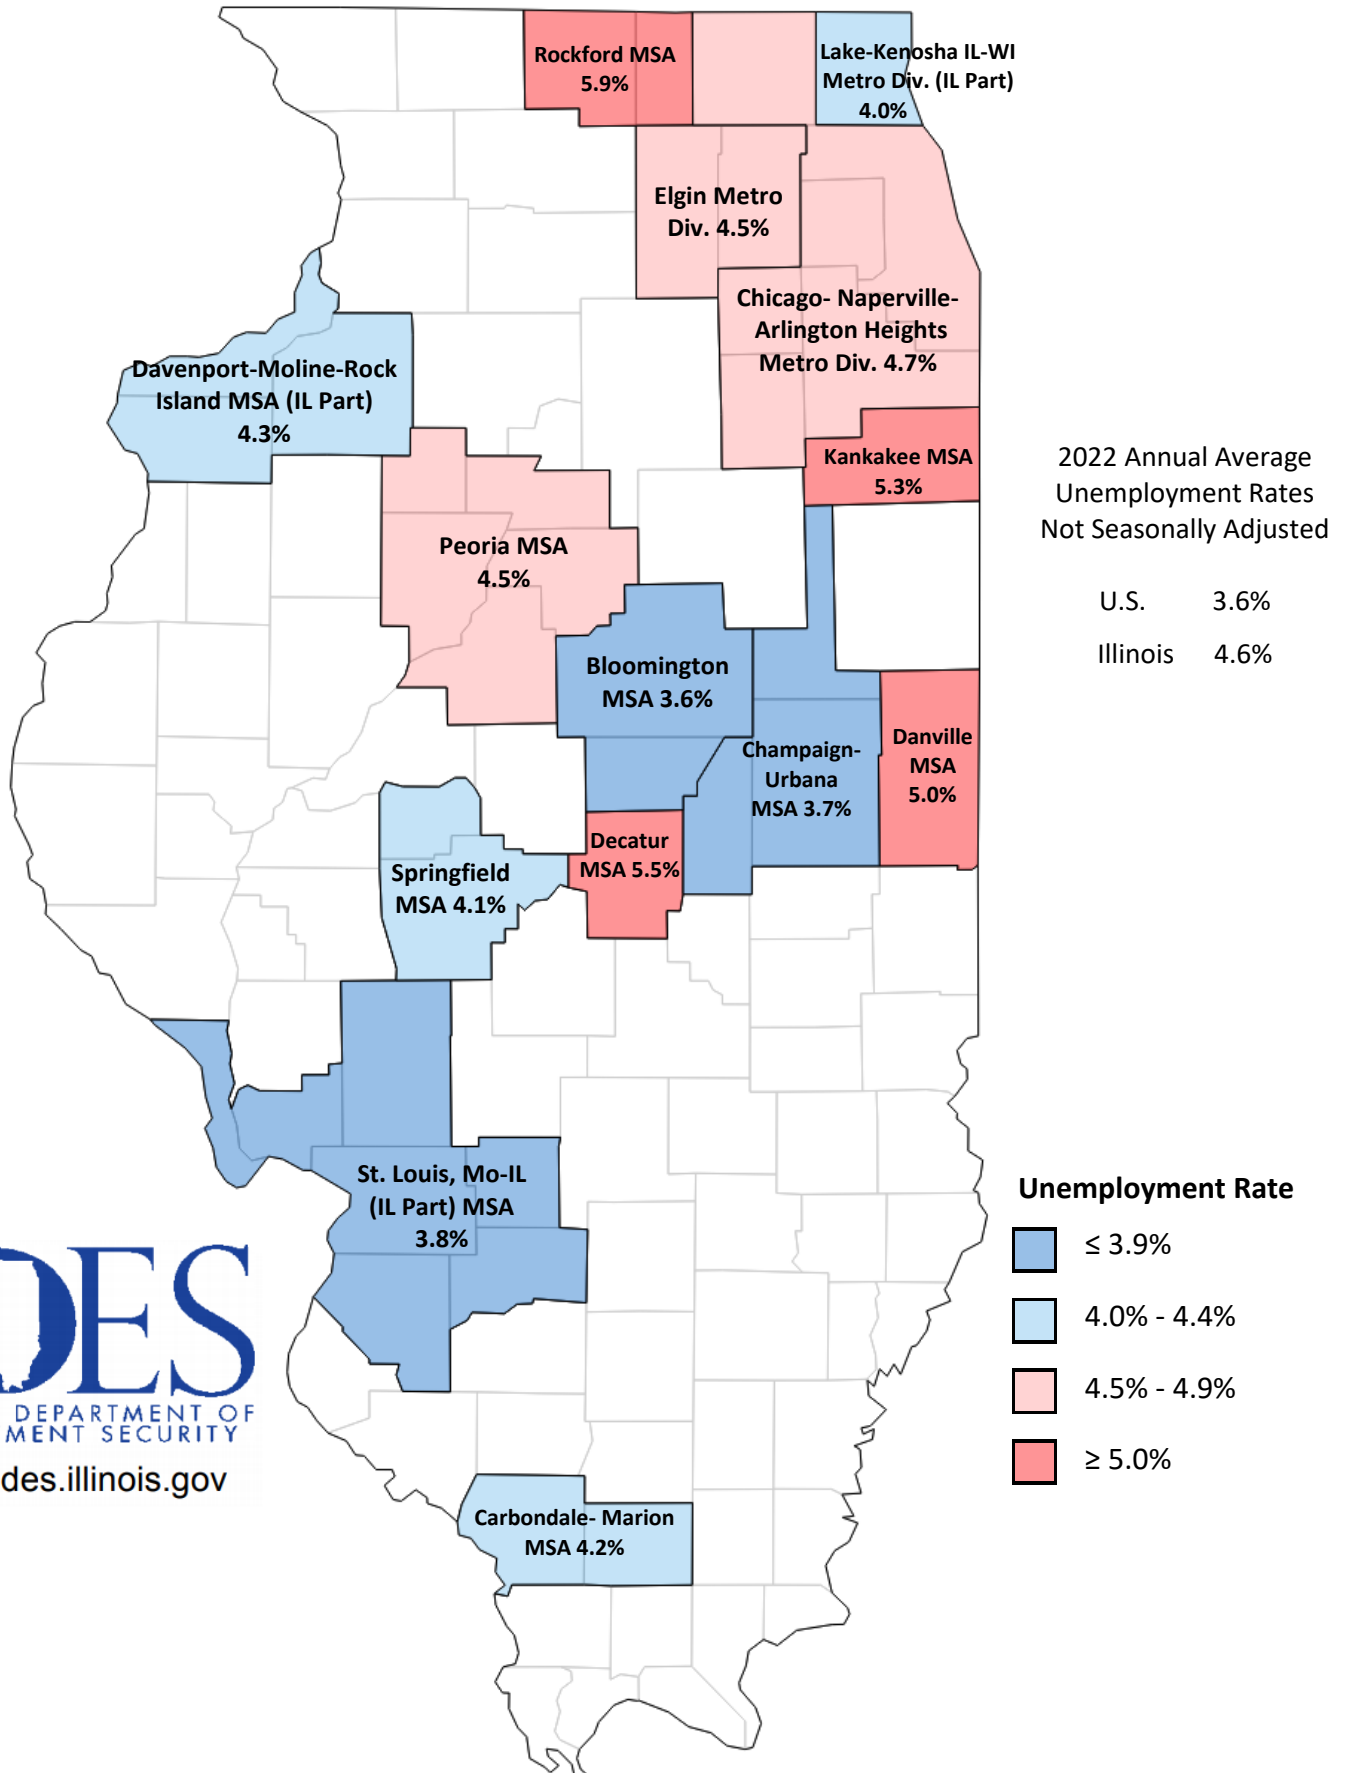 Rockford MSA
5.9%
Lake-Kenosha IL-WI
Metro Div. (IL Part)
4.0%
Elgin Metro
Div. 4.5%
Chicago- Naperville-
Arlington Heights
Metro Div. 4.7%
Davenport-Moline-Rock
Island MSA (IL Part)
4.3%
Kankakee MSA
5.3%
2022 Annual Average
Unemployment Rates
Not Seasonally Adjusted
U.S. 3.6%
Illinois 4.6%
Peoria MSA
4.5%
Bloomington
MSA 3.6%
Champaign-
Urbana
MSA 3.7%
Danville
MSA
5.0%
Decatur
MSA 5.5%
Springfield
MSA 4.1%
St. Louis, Mo-IL
(IL Part) MSA
3.8%
Unemployment Rate
≤ 3.9%
4.0% - 4.4%
4.5% - 4.9%
≥ 5.0%
DES
DEPARTMENT OF
MENT SECURITY
des.illinois.gov
Carbondale- Marion
MSA 4.2%